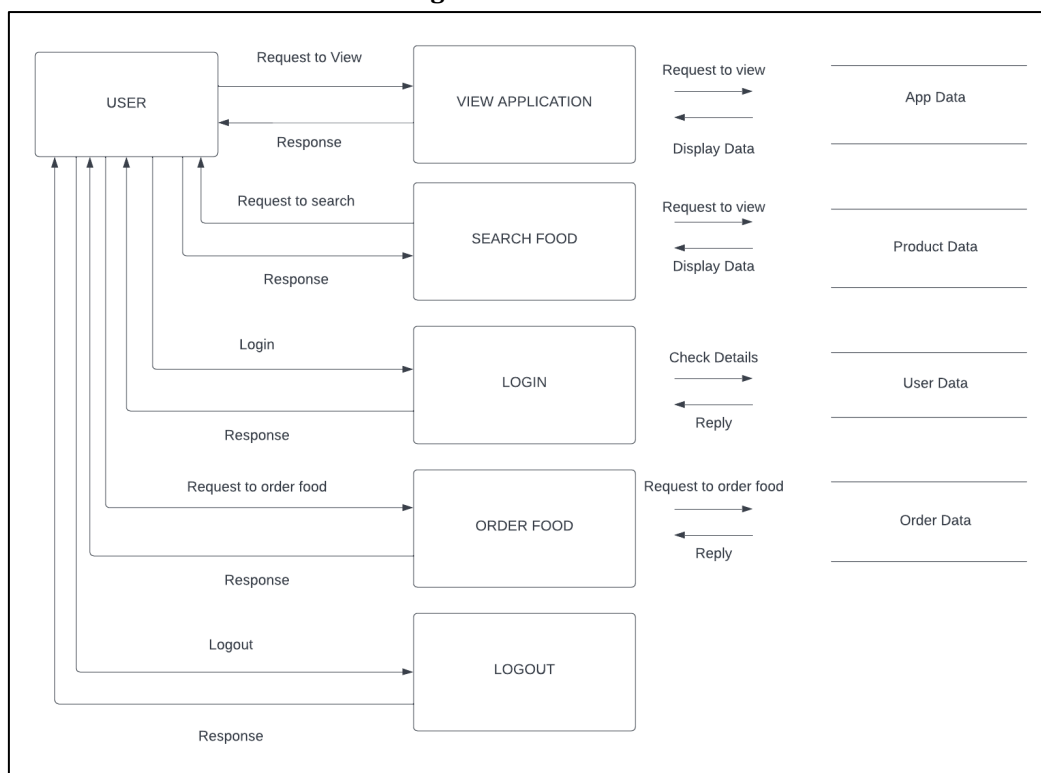 Request to View
USER
VIEW APPLICATION
Response
Request to view
Display Data
App Data
Request to search
SEARCH FOOD
Response
Request to view
Display Data
Product Data
Login
LOGIN
Response
Check Details
Reply
User Data
Request to order food
ORDER FOOD
Response
Request to order food
Reply
Order Data
Logout
LOGOUT
Response